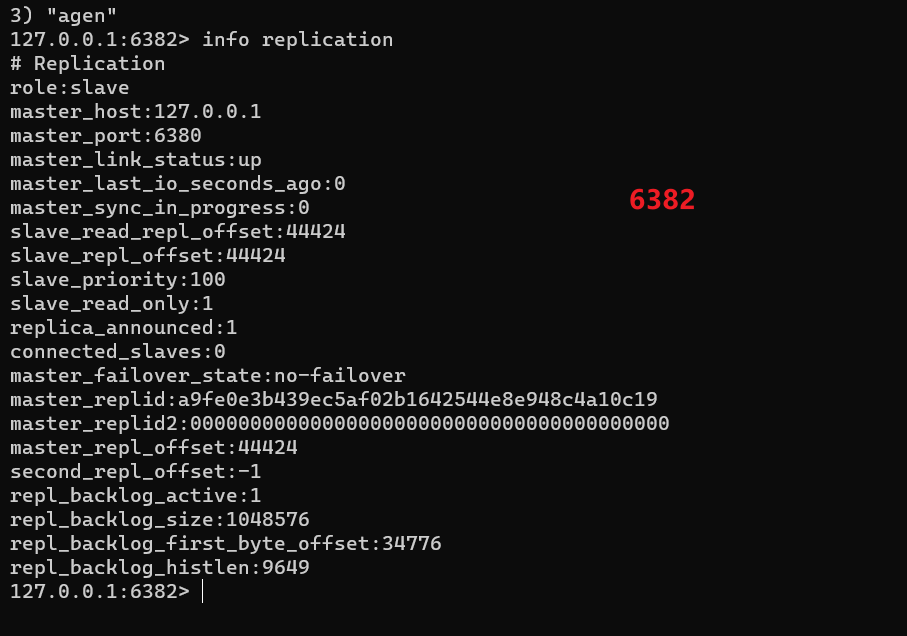 3) "agen"
127.0.0.1:6382> info replication
# Replication
role:slave
master_host:127.0.0.1
master_port:6380
master_link_status:up
master_last_io_seconds_ago:0
master_sync_in_progress:0
6382
slave_read_repl_offset:44424
slave_repl_offset:44424
slave_priority:100
slave_read_only:1
replica_announced:1
connected_slaves:0
master_failover_state:no-failover
master_replid:a9fe0e3b439ec5af02b1642544e8e948c4a10c19
master_replid2:0000000000000000000000000000000000000000
master_repl_offset:44424
second_repl_offset:-1
repl_backlog_active:1
repl_backlog_size:1048576
repl_backlog_first_byte_offset:34776
repl_backlog_histlen:9649
127.0.0.1:6382>